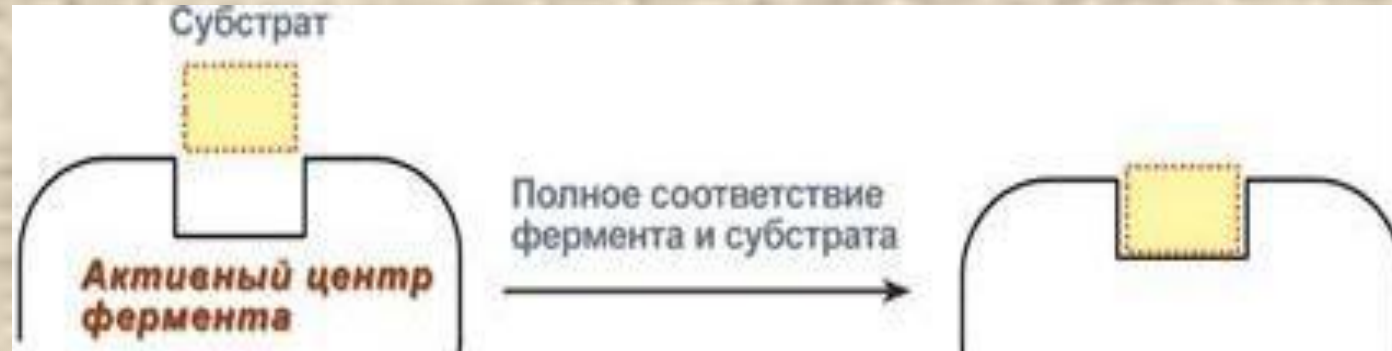 Субстрат
Активный центр
фермента
Полное соответствие
фермента и субстрата